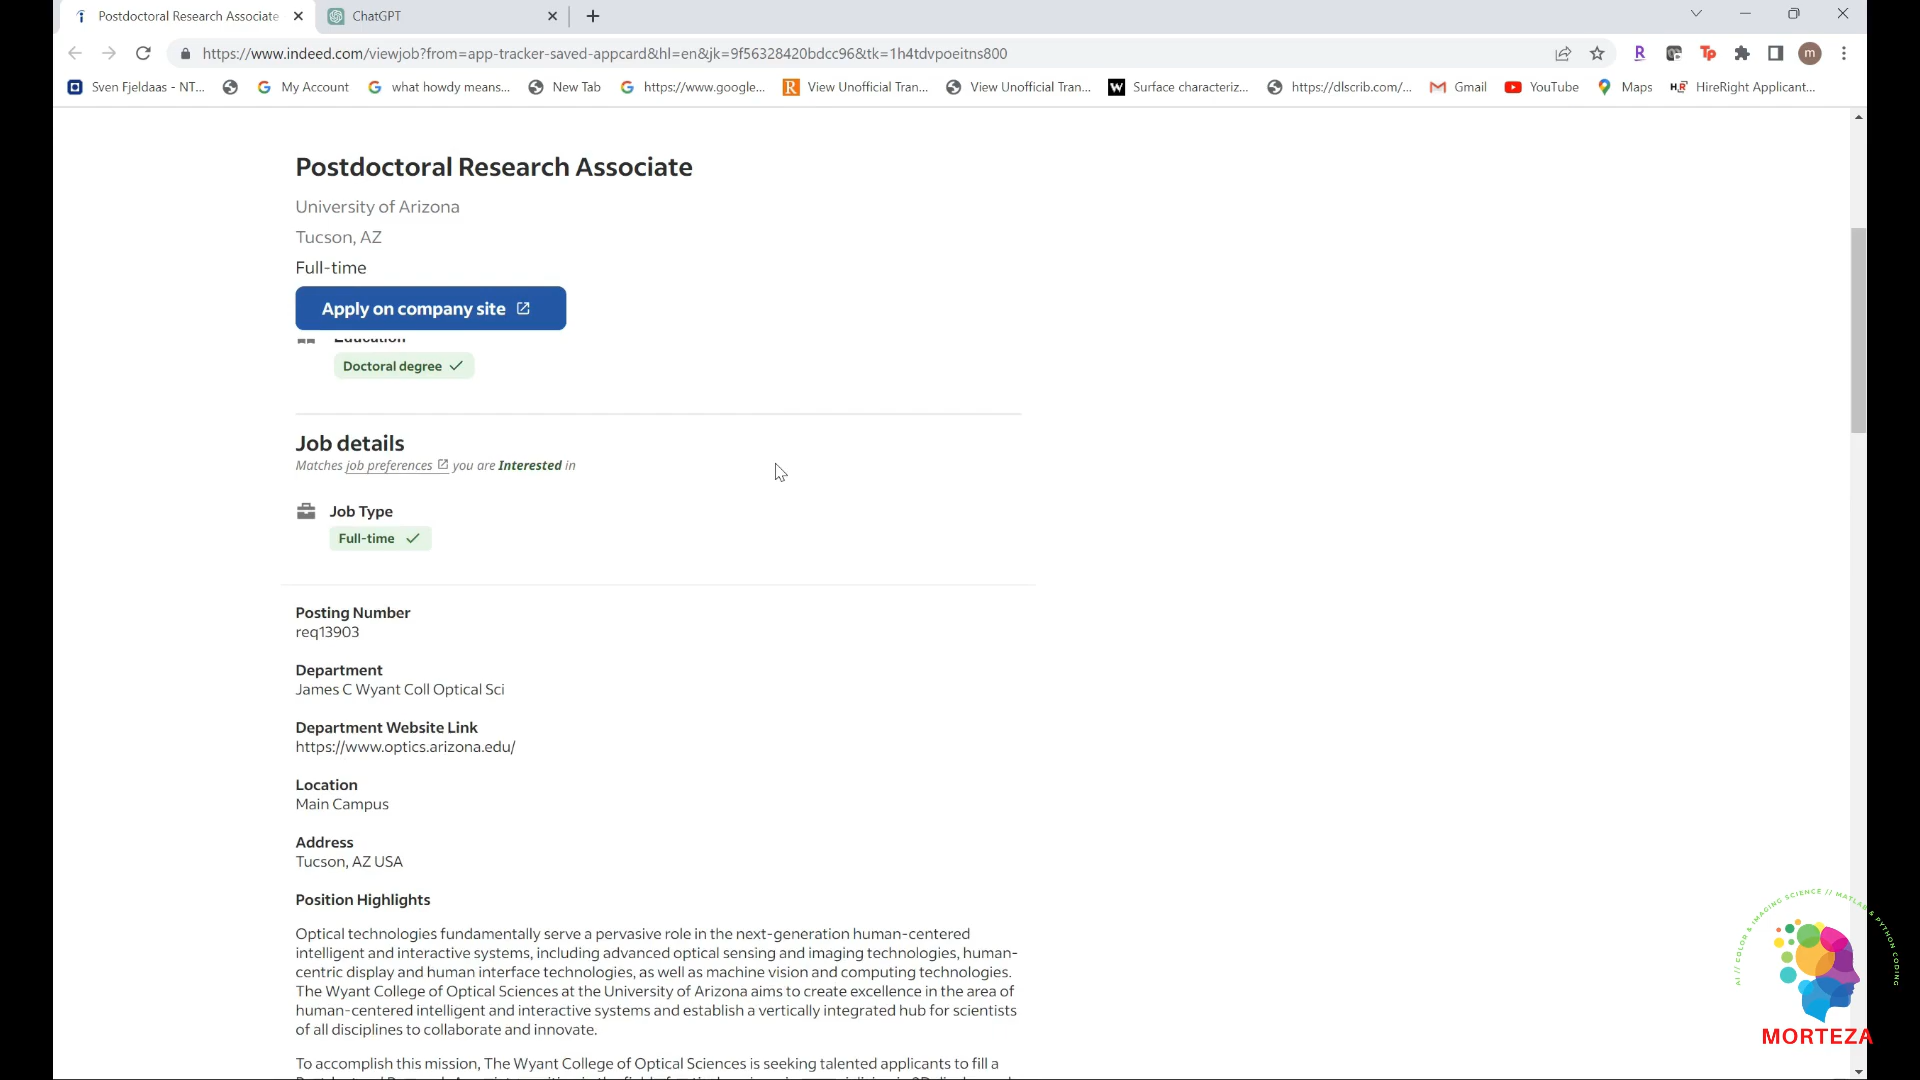 Postdoctoral Research Associate
ChatGPT
https://www.indeed.com/viewjob?from=app-tracker-saved-appcard&hl=en&jk=9f56328420bdcc96&tk=1h4tdvpoeitns800
Sven Fjeldaas - NT...
My Account
what howdy means...
New Tab
https://www.google...
View Unofficial Tran...
View Unofficial Tran...
Surface characteriz...
https://dlscrib.com/...
Gmail
YouTube
Maps
HireRight Applicant...
Postdoctoral Research Associate
University of Arizona
Tucson, AZ
Full-time
Apply on company site
Education
Doctoral degree
Job details
Matches job preferences you are Interested in
Job Type
Full-time
Posting Number
req13903
Department
James C Wyant Coll Optical Sci
Department Website Link
https://www.optics.arizona.edu/
Location
Main Campus
Address
Tucson, AZ USA
Position Highlights
Optical technologies fundamentally serve a pervasive role in the next-generation human-centered
intelligent and interactive systems, including advanced optical sensing and imaging technologies, human-
centric display and human interface technologies, as well as machine vision and computing technologies.
The Wyant College of Optical Sciences at the University of Arizona aims to create excellence in the area of
human-centered intelligent and interactive systems and establish a vertically integrated hub for scientists
of all disciplines to collaborate and innovate.
To accomplish this mission, The Wyant College of Optical Sciences is seeking talented applicants to fill a
AI // COLOR & IMAGING SCIENCE // MATLAB & PYTHON CODING
MORTEZA